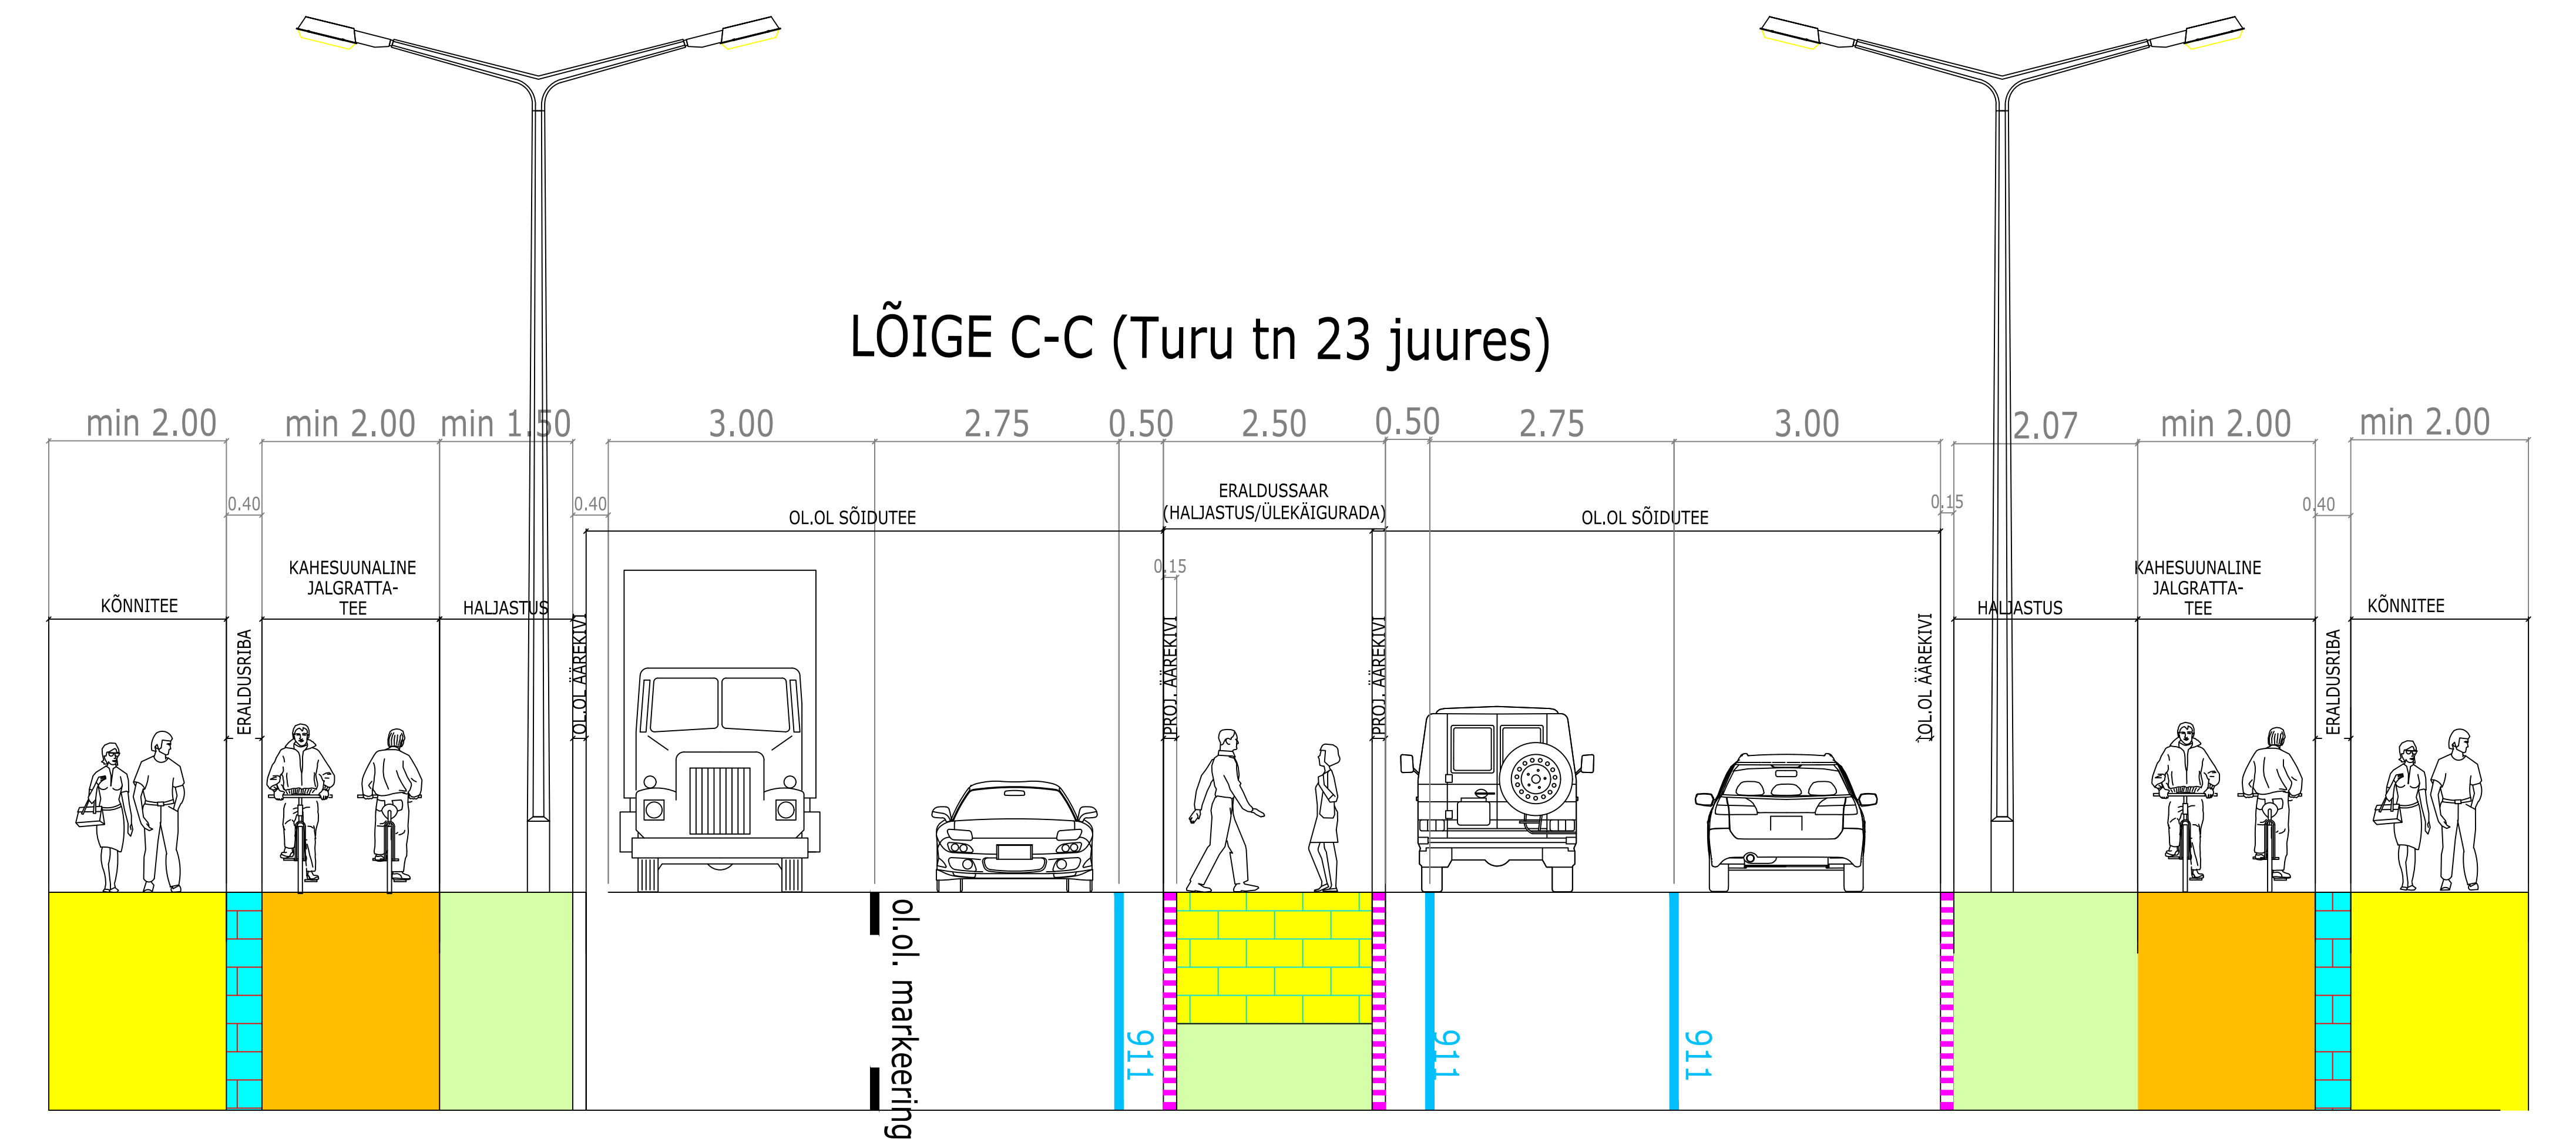 LÕIGE C-C (Turu tn 23 juures)
min 2.00
min 2.00
min 1.50
3.00
2.75
0.50
2.50
0.50
2.75
3.00
2.07
min 2.00
min 2.00
0.40
0.40
0.15
0.15
0.40
OL.OL SÕIDUTEE
ERALDUSSAAR
(HALJASTUS/ÜLEKÄIGURADA)
OL.OL SÕIDUTEE
KÕNNITEE
ERALDUSRIBA
KAHESUUNALINE
JALGRATTA-
TEE
HALJASTUS
OL.OL ÄÄREKIVI
PROJ. ÄÄREKIVI
PROJ. ÄÄREKIVI
OL.OL ÄÄREKIVI
HALJASTUS
KAHESUUNALINE
JALGRATTA-
TEE
ERALDUSRIBA
KÕNNITEE
ol.ol. markeering
911
911
911